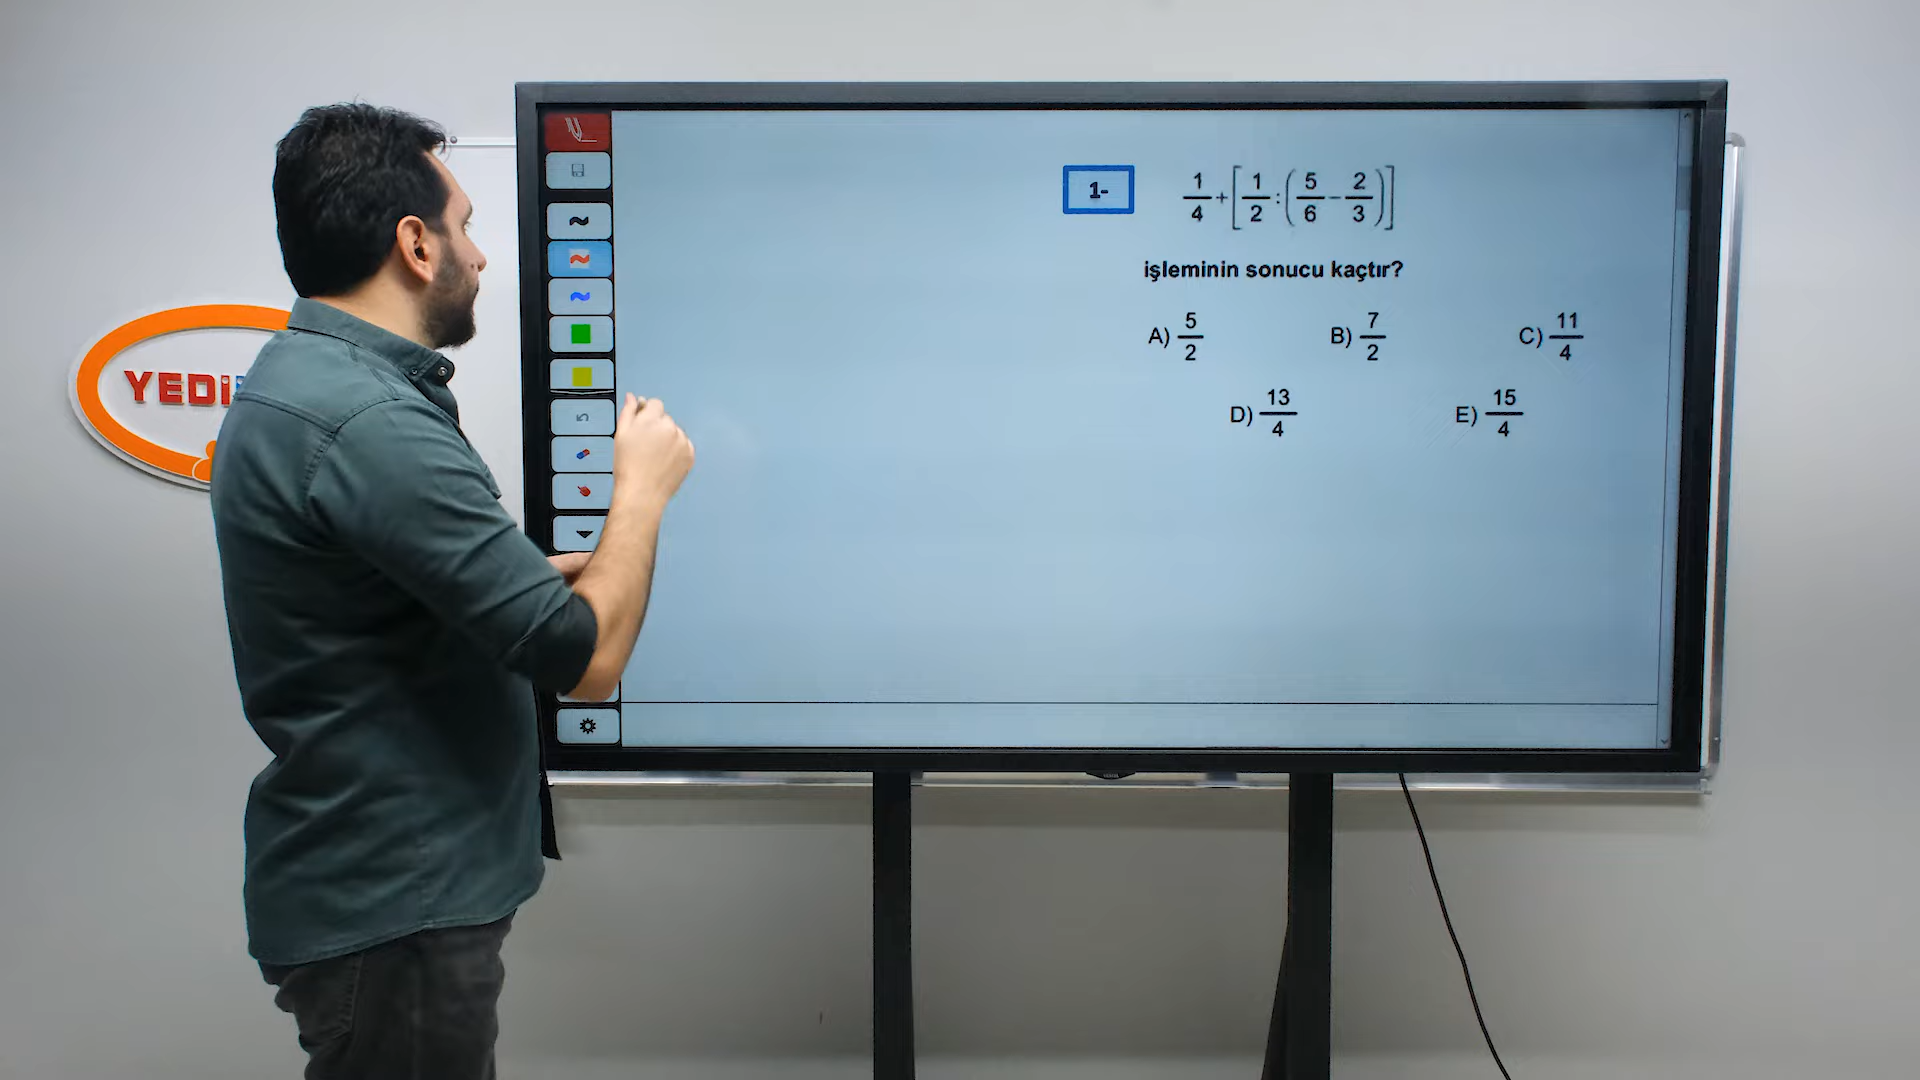 YEDİ
1-
1/4 + [1/2 : (5/6 − 2/3)]
işleminin sonucu kaçtır?
A) 5/2 B) 7/2 C) 11/4
D) 13/4 E) 15/4